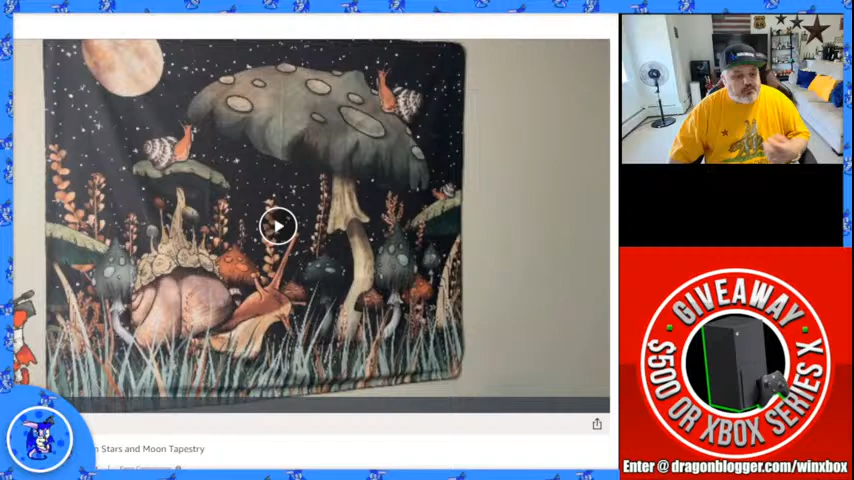 GIVEAWAY
$500 OR XBOX SERIES X
Enter @ dragonblogger.com/winxbox
Stars and Moon Tapestry